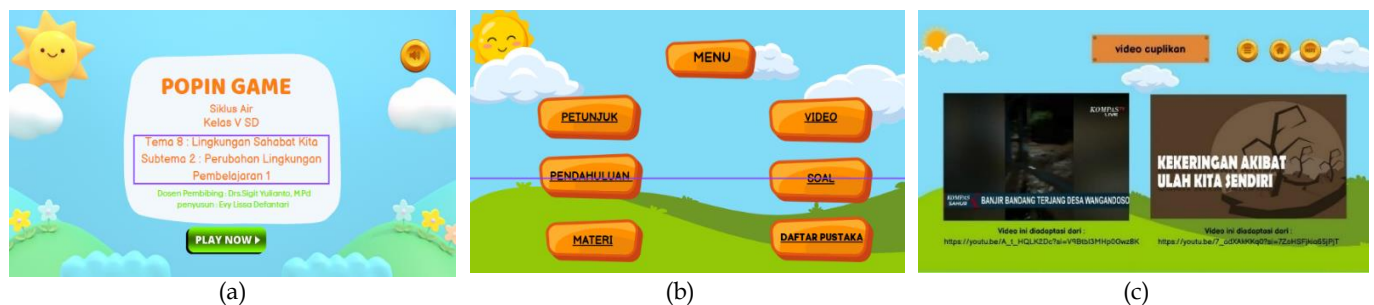 POPIN GAME
Siklus Air
Kelas V SD
Tema 8 : Lingkungan Sahabat Kita
Subtema 2 : Perubahan Lingkungan
Pembelajaran 1
Dosen Pembibing : Drs.Sigit Yulianto, M.Pd
penyusun : Evy Lissa Defantari
PLAY NOW
(a)
MENU
PETUNJUK
VIDEO
PENDAHULUAN
SOAL
MATERI
DAFTAR PUSTAKA
(b)
video cuplikan
KOMPAS TV
LIVE
KOMPAS
BANJIR BANDANG TERJANG DESA WANGANDOSO
KEKERINGAN AKIBAT
ULAH KITA SENDIRI
Video ini diadaptasi dari :
Video ini diadaptasi dari :
(c)